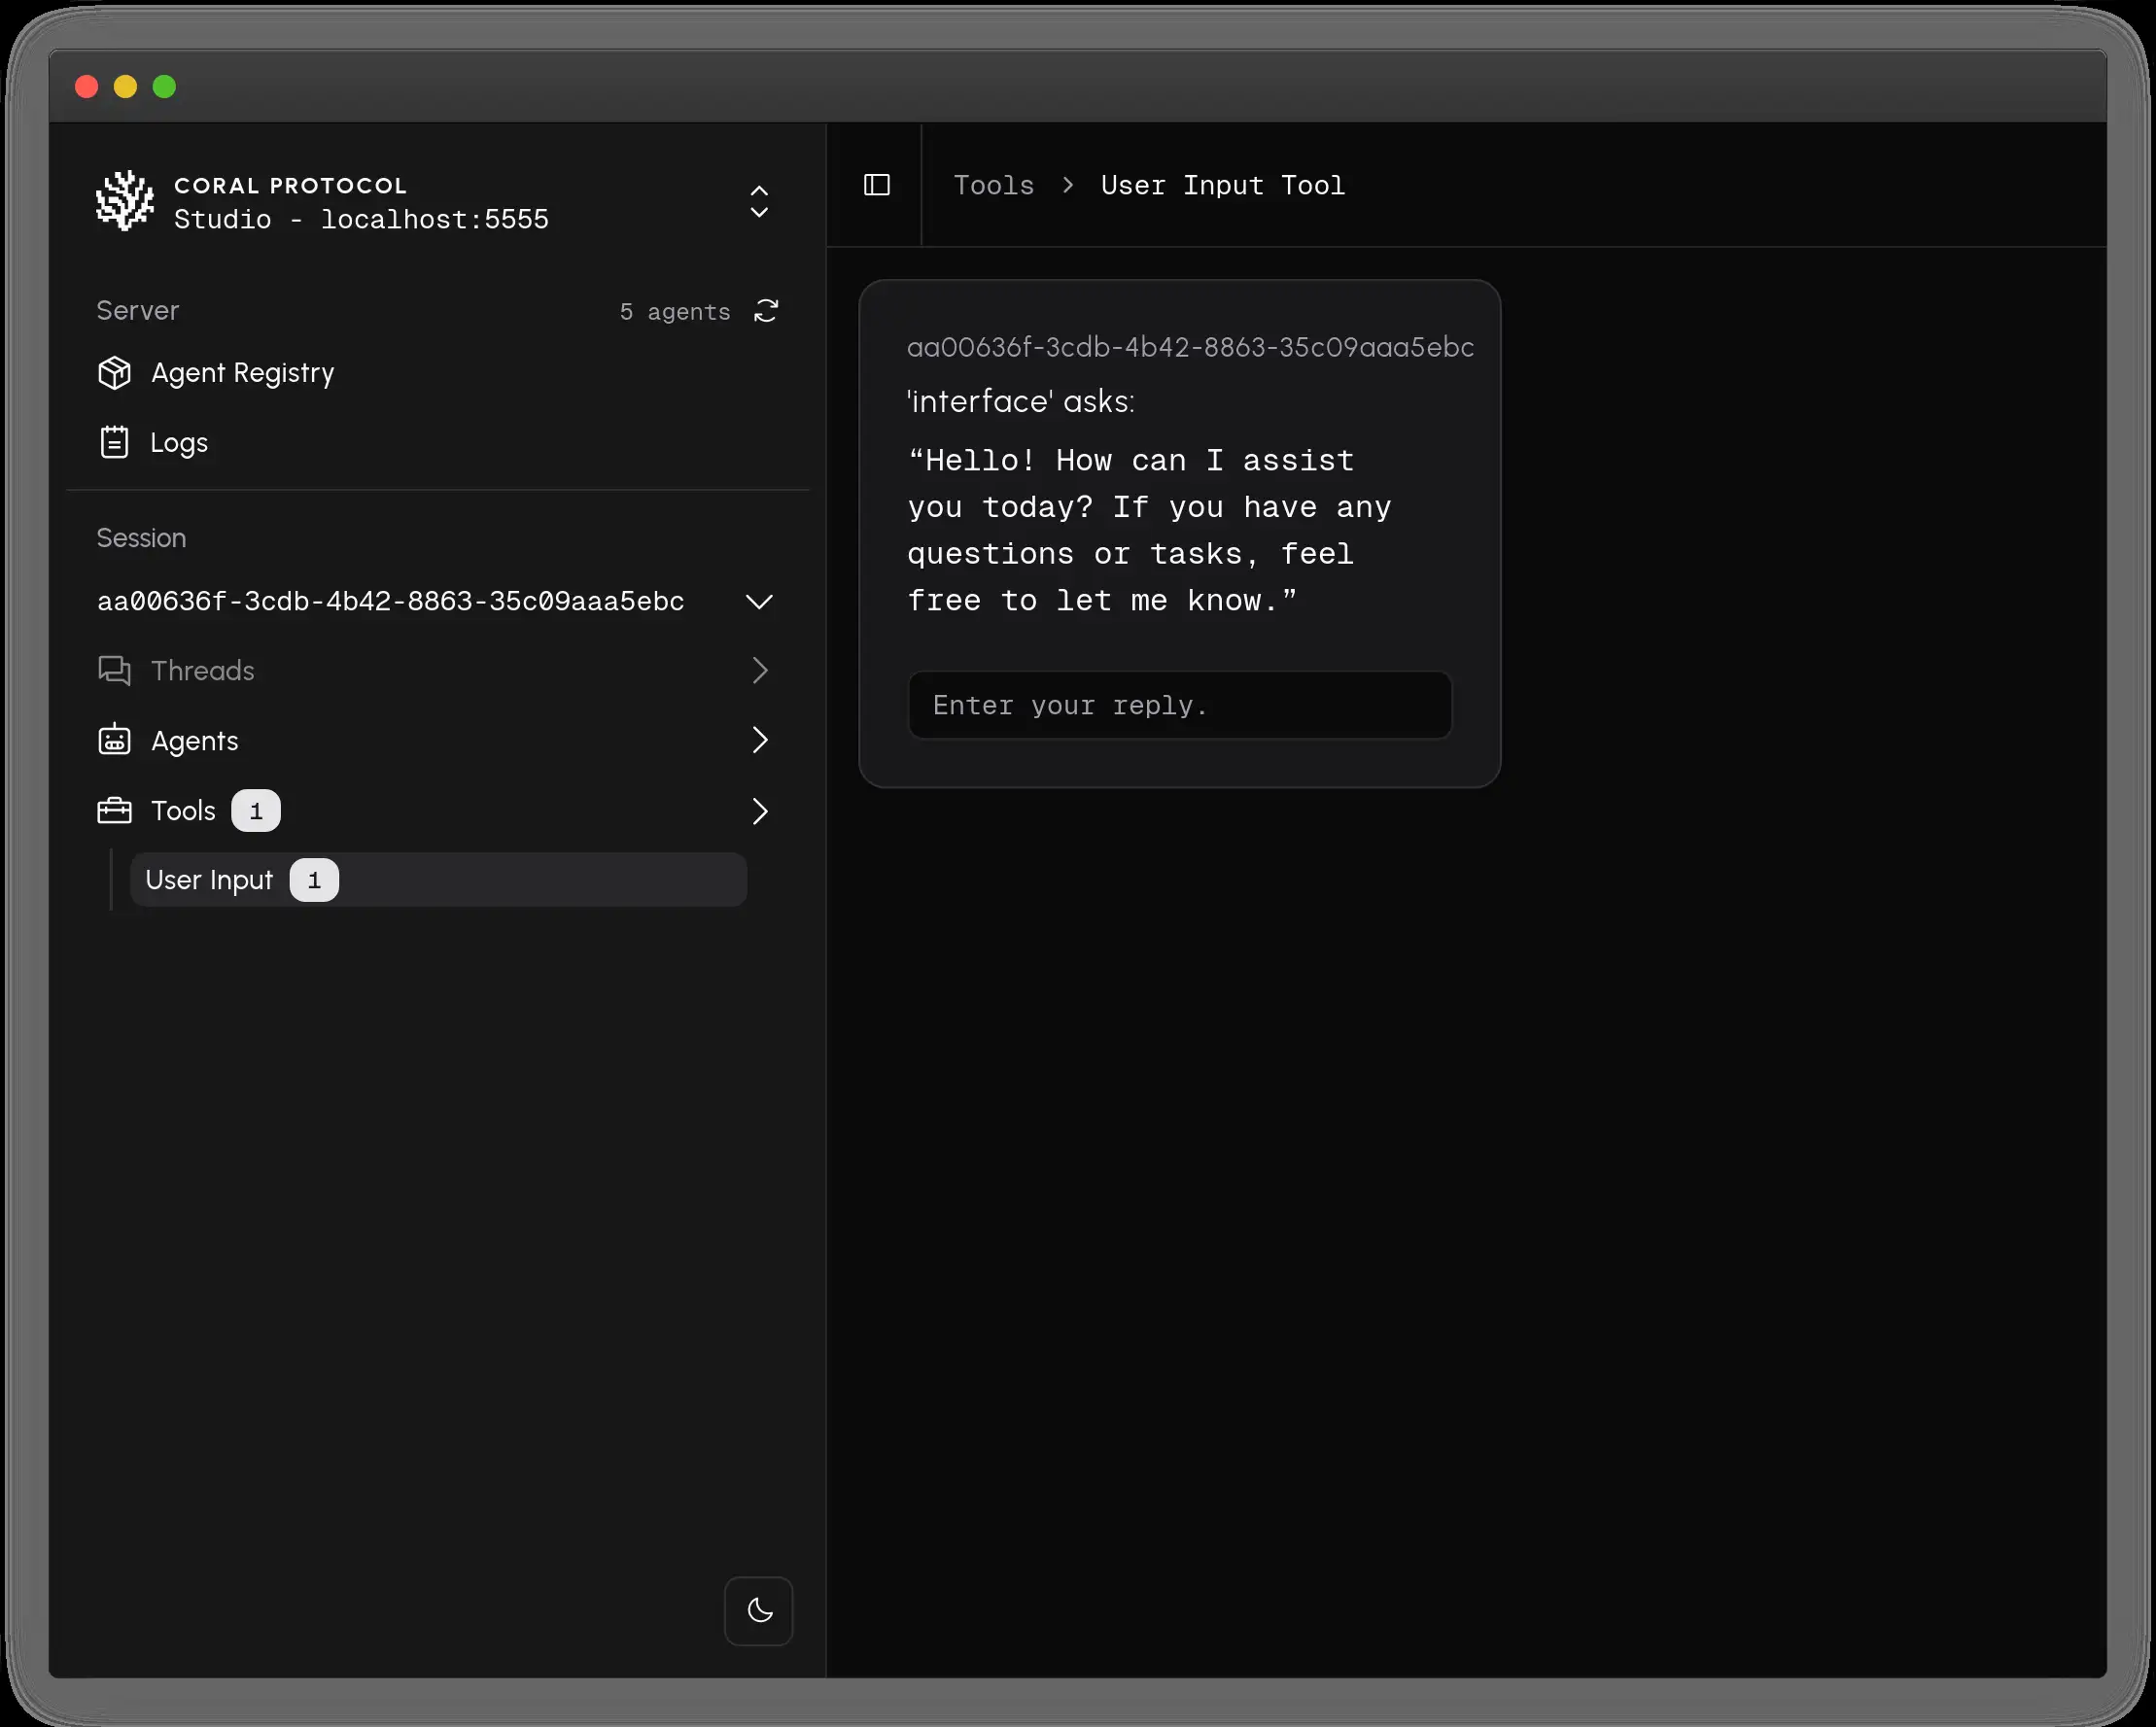 CORAL PROTOCOL
Studio - localhost:5555
Server
5 agents
Agent Registry
Logs
Session
aa00636f-3cdb-4b42-8863-35c09aaa5ebc
Threads
Agents
Tools 1
User Input 1
Tools > User Input Tool
aa00636f-3cdb-4b42-8863-35c09aaa5ebc
'interface' asks:
“Hello! How can I assist
you today? If you have any
questions or tasks, feel
free to let me know.”
Enter your reply.